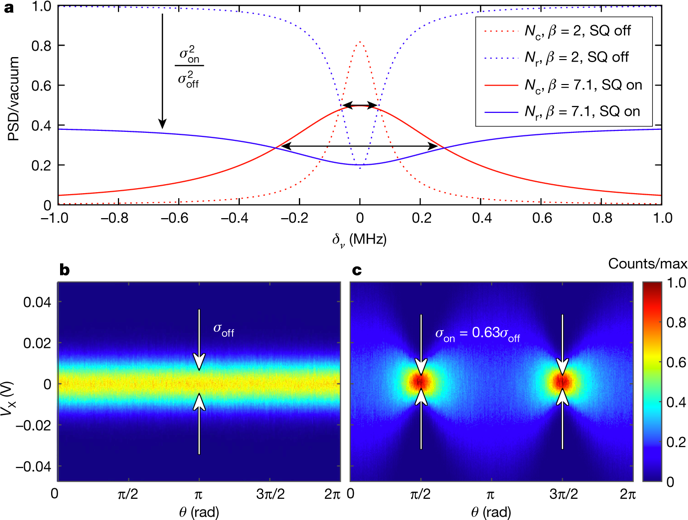 a
1.0
0.8
0.6
0.4
0.2
0
PSD/vacuum
σ²on
σ²off
Nc, β = 2, SQ off
Nr, β = 2, SQ off
Nc, β = 7.1, SQ on
Nr, β = 7.1, SQ on
−1.0 −0.8 −0.6 −0.4 −0.2 0 0.2 0.4 0.6 0.8 1.0
δν (MHz)
b
c
Counts/max
0.04
0.02
0
−0.02
−0.04
VX (V)
σoff
σon = 0.63σoff
1.0
0.8
0.6
0.4
0.2
0
0 π/2 π 3π/2 2π
θ (rad)
0 π/2 π 3π/2 2π
θ (rad)